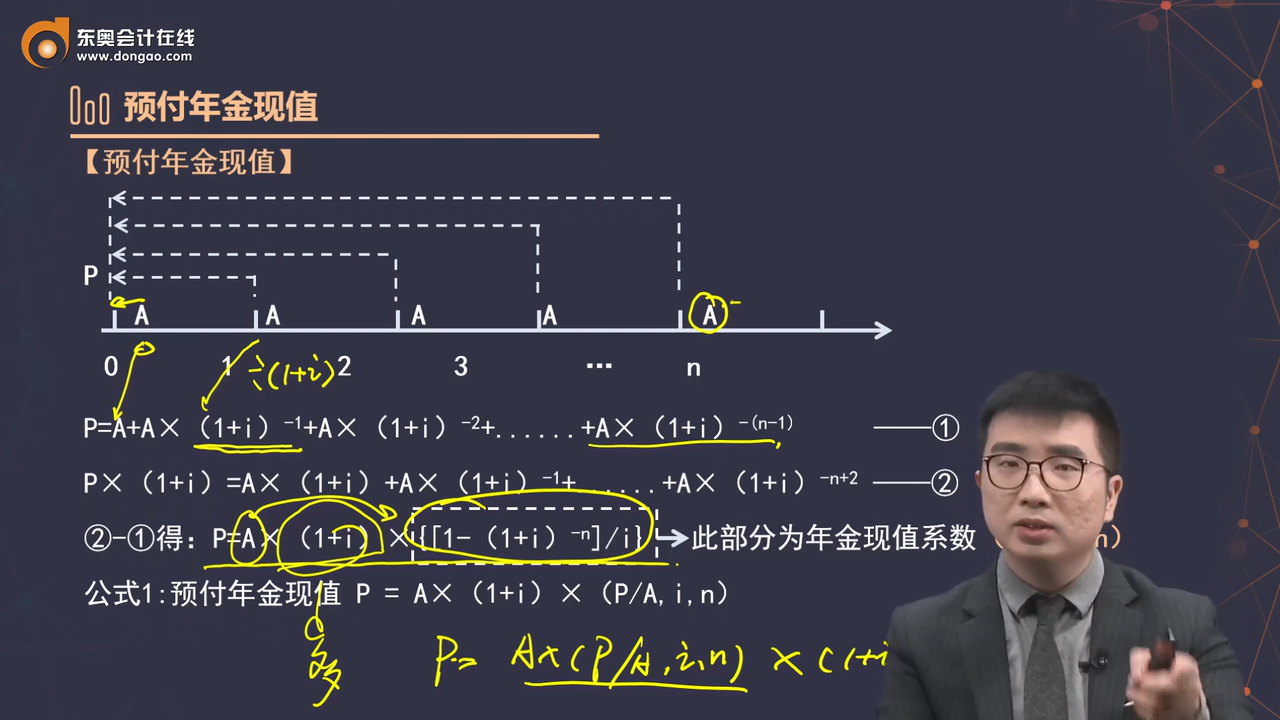 东奥会计在线
www.dongao.com
预付年金现值
【预付年金现值】
P
A A A A A
0 1 2 3 … n
÷(1+i)
P=A+A×（1+i）⁻¹+A×（1+i）⁻²+......+A×（1+i）⁻⁽ⁿ⁻¹⁾ ——①
P×（1+i）=A×（1+i）+A×（1+i）⁻¹+......+A×（1+i）⁻ⁿ⁺² ——②
②-①得：P=A×（1+i）×{[1-（1+i）⁻ⁿ]/i}→此部分为年金现值系数（ n）
公式1:预付年金现值 P = A×（1+i）×（P/A,i,n）
多
P= A×(P/A,i,n) ×(1+i